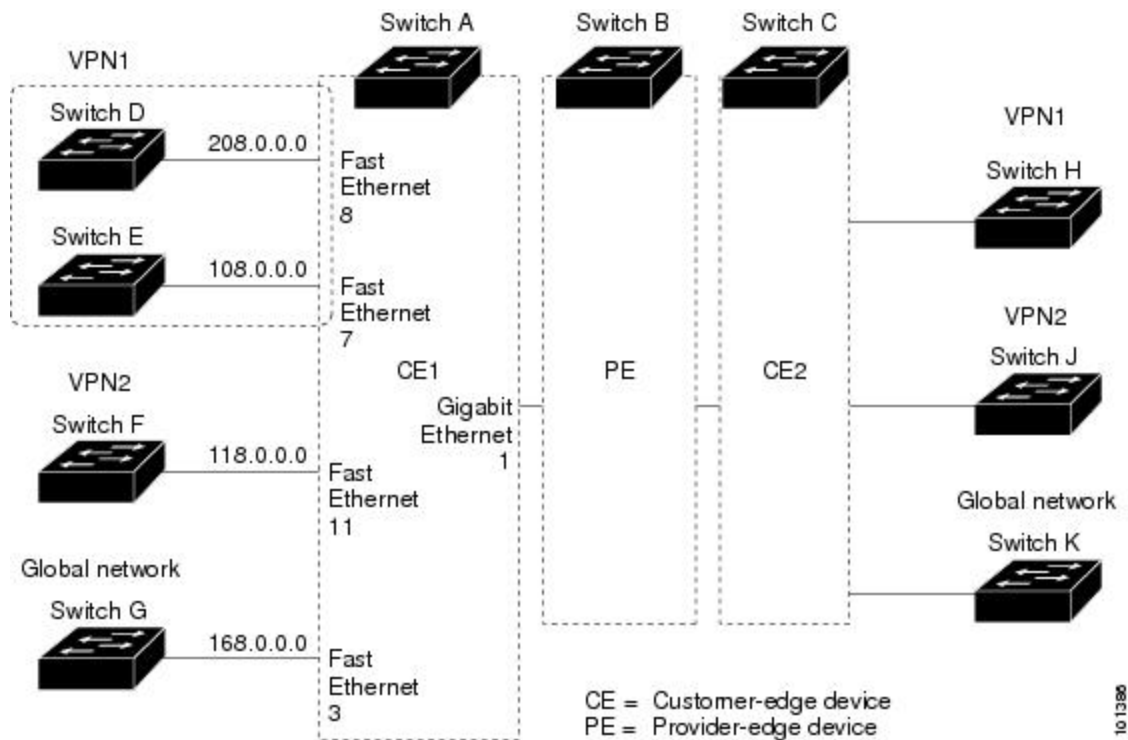 Switch A
Switch B
Switch C
VPN1
Switch D
208.0.0.0
Fast
Ethernet
8
Switch E
108.0.0.0
Fast
Ethernet
7
VPN2
Switch F
118.0.0.0
Fast
Ethernet
11
Global network
Switch G
168.0.0.0
Fast
Ethernet
3
CE1
Gigabit
Ethernet
1
PE
CE2
VPN1
Switch H
VPN2
Switch J
Global network
Switch K
CE = Customer-edge device
PE = Provider-edge device
101386